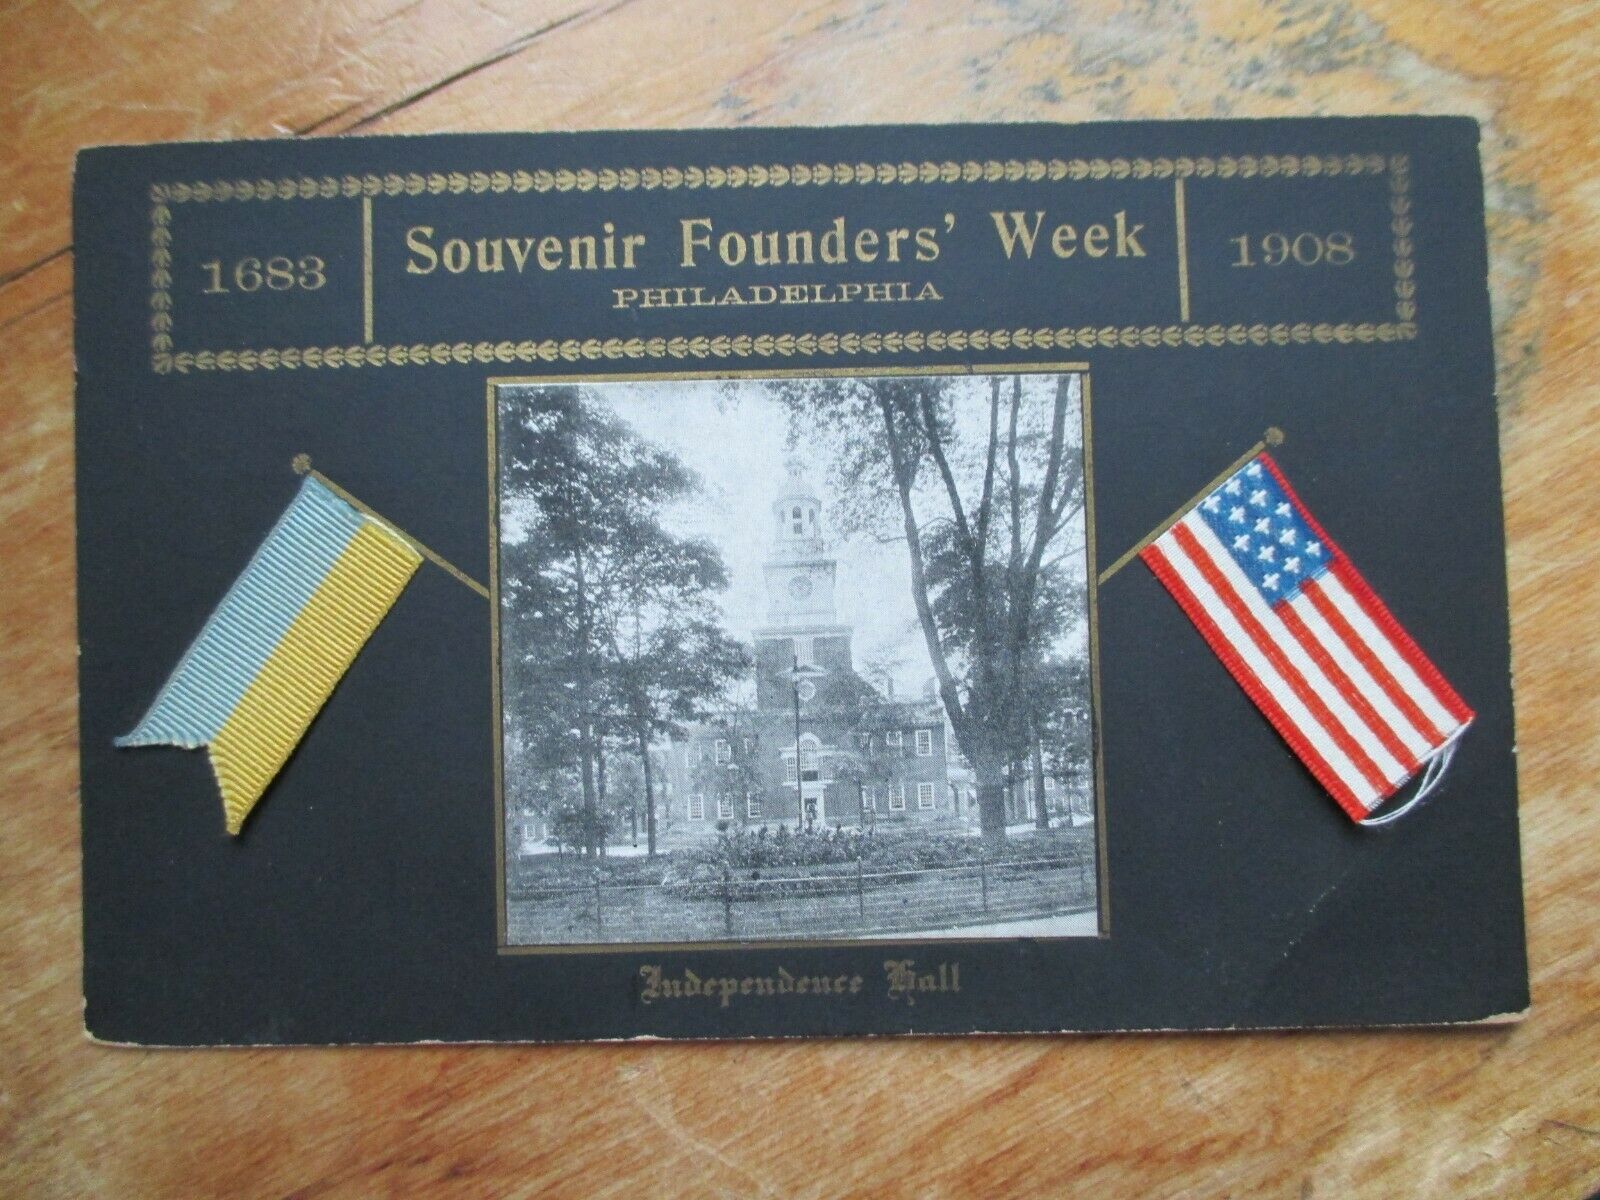 1683
Souvenir Founders' Week
PHILADELPHIA
1908
Independence Hall